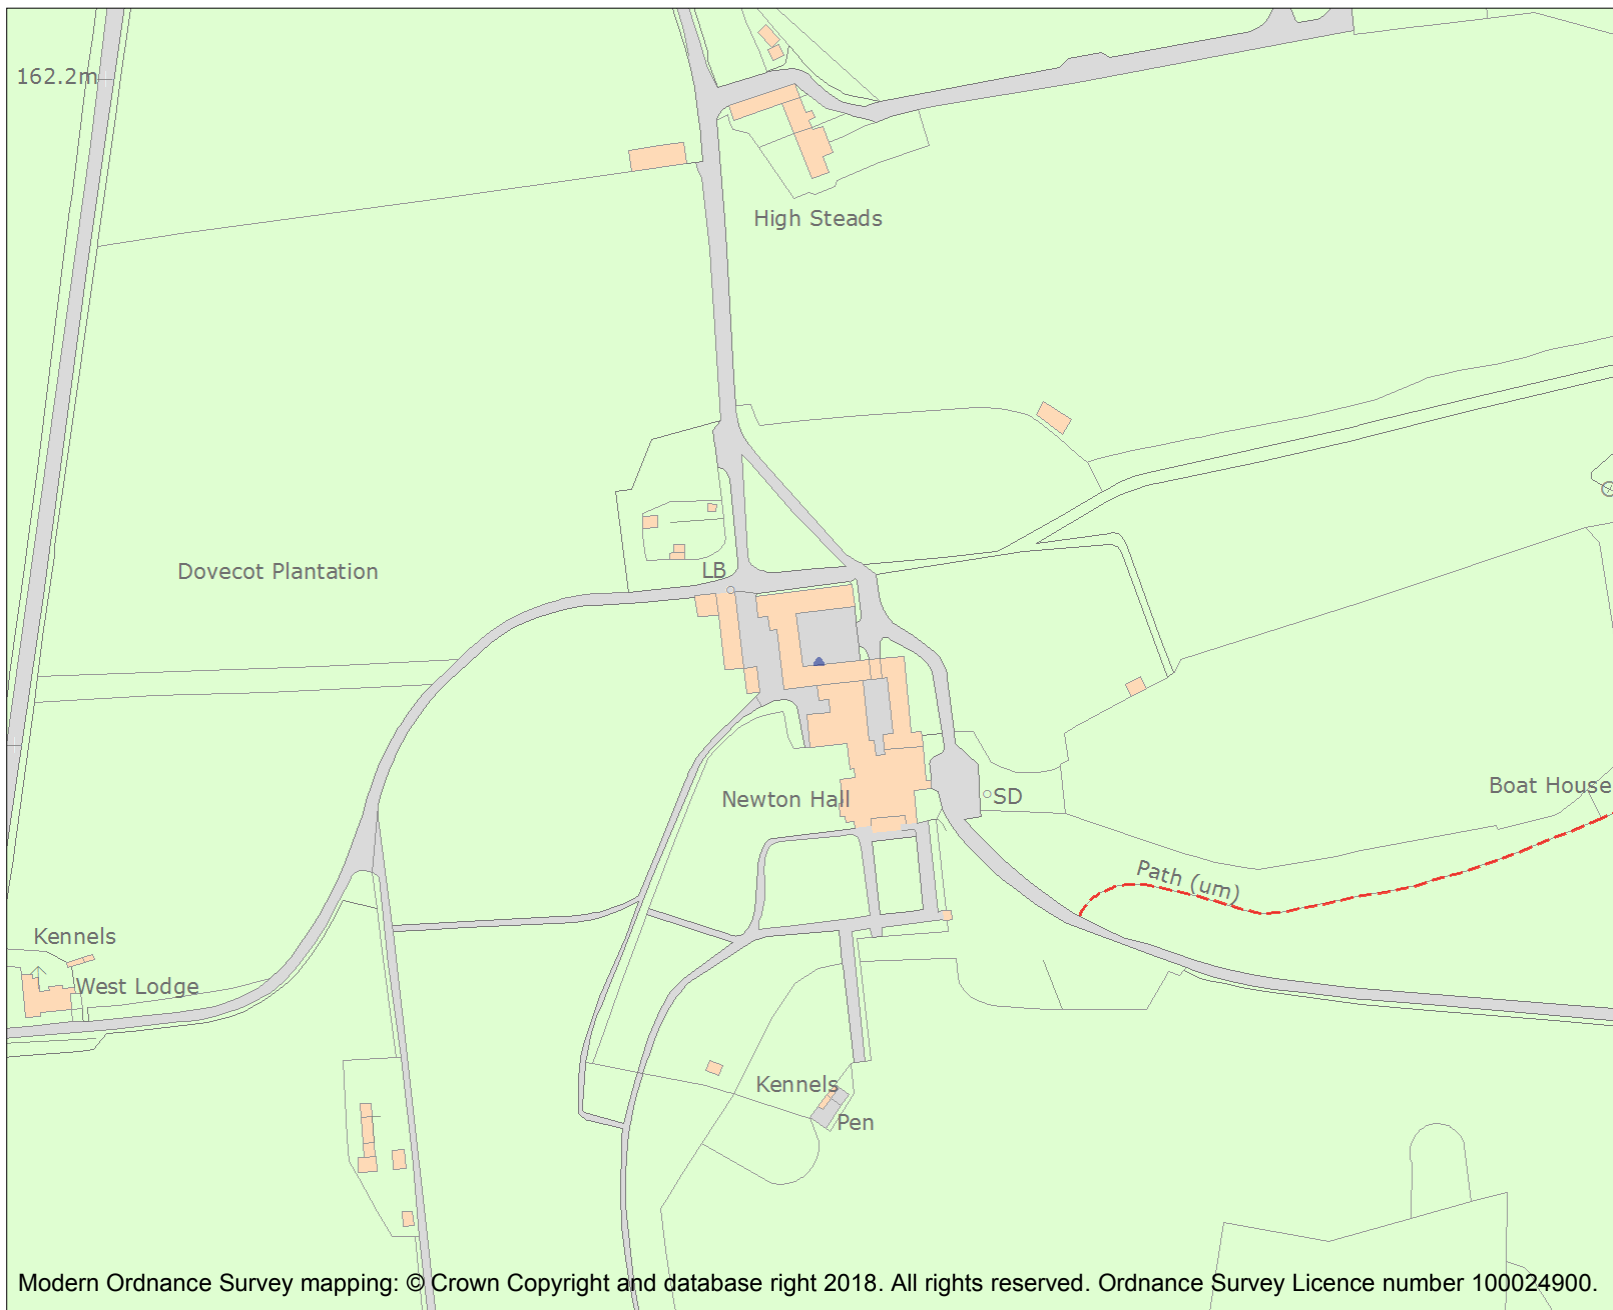 162.2m
High Steads
Dovecot Plantation
LB
Newton Hall
SD
Boat House
Path (um)
Kennels
West Lodge
Kennels
Pen
Modern Ordnance Survey mapping: © Crown Copyright and database right 2018. All rights reserved. Ordnance Survey Licence number 100024900.